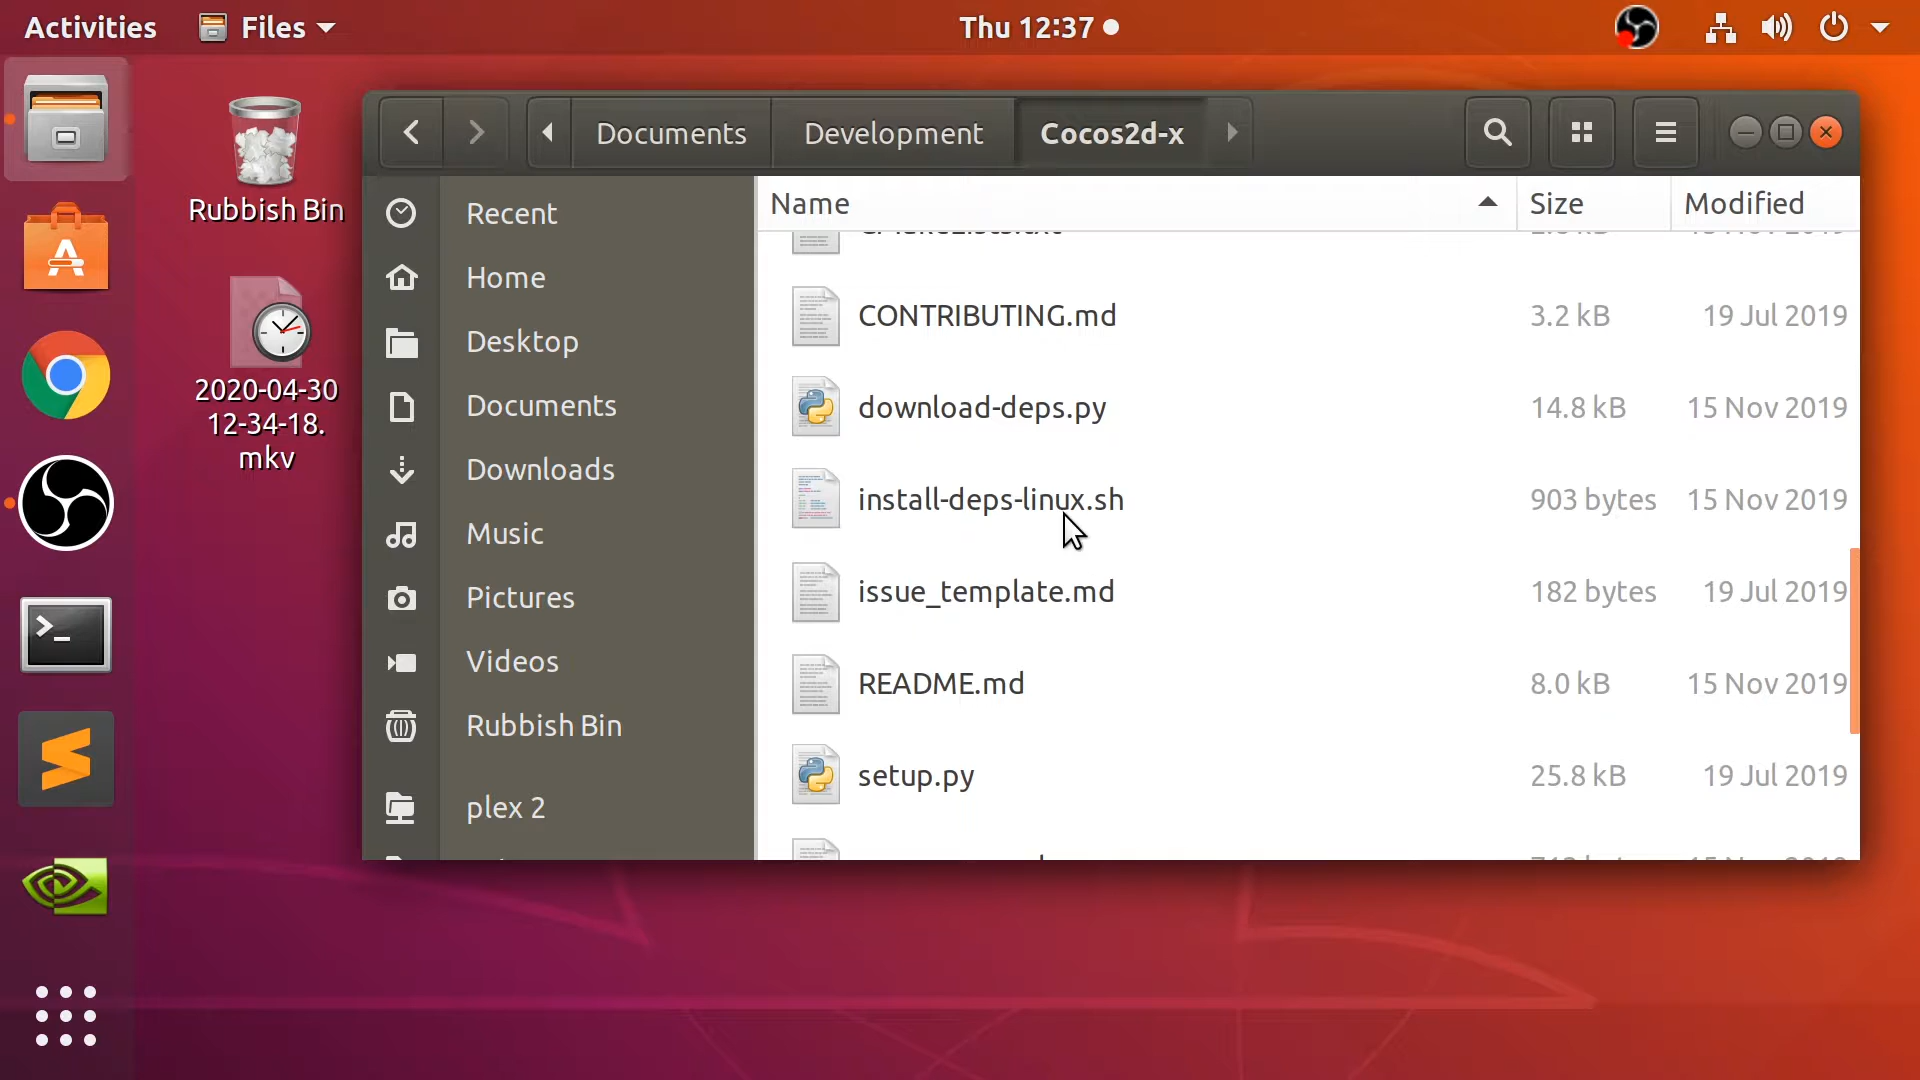 Activities
Files
Thu 12:37
Rubbish Bin
2020-04-30
12-34-18.
mkv
Documents
Development
Cocos2d-x
Recent
Home
Desktop
Documents
Downloads
Music
Pictures
Videos
Rubbish Bin
plex 2
Name Size Modified
CONTRIBUTING.md 3.2 kB 19 Jul 2019
download-deps.py 14.8 kB 15 Nov 2019
install-deps-linux.sh 903 bytes 15 Nov 2019
issue_template.md 182 bytes 19 Jul 2019
README.md 8.0 kB 15 Nov 2019
setup.py 25.8 kB 19 Jul 2019